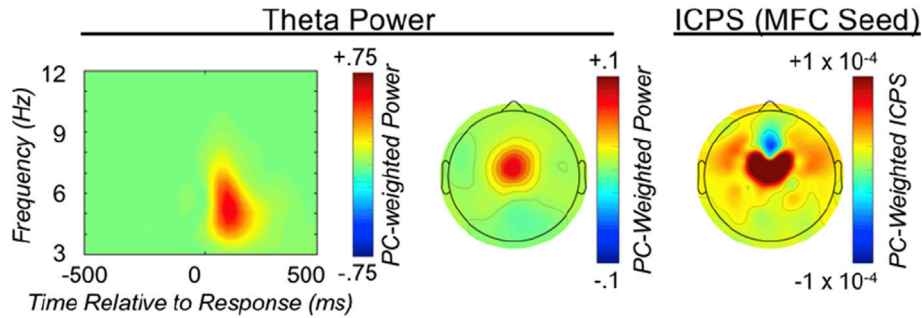 Theta Power
ICPS (MFC Seed)
12
9
6
3
Frequency (Hz)
-500
0
500
Time Relative to Response (ms)
+.75
-.75
PC-weighted Power
+.1
-.1
PC-Weighted Power
+1 x 10-4
-1 x 10-4
PC-Weighted ICPS